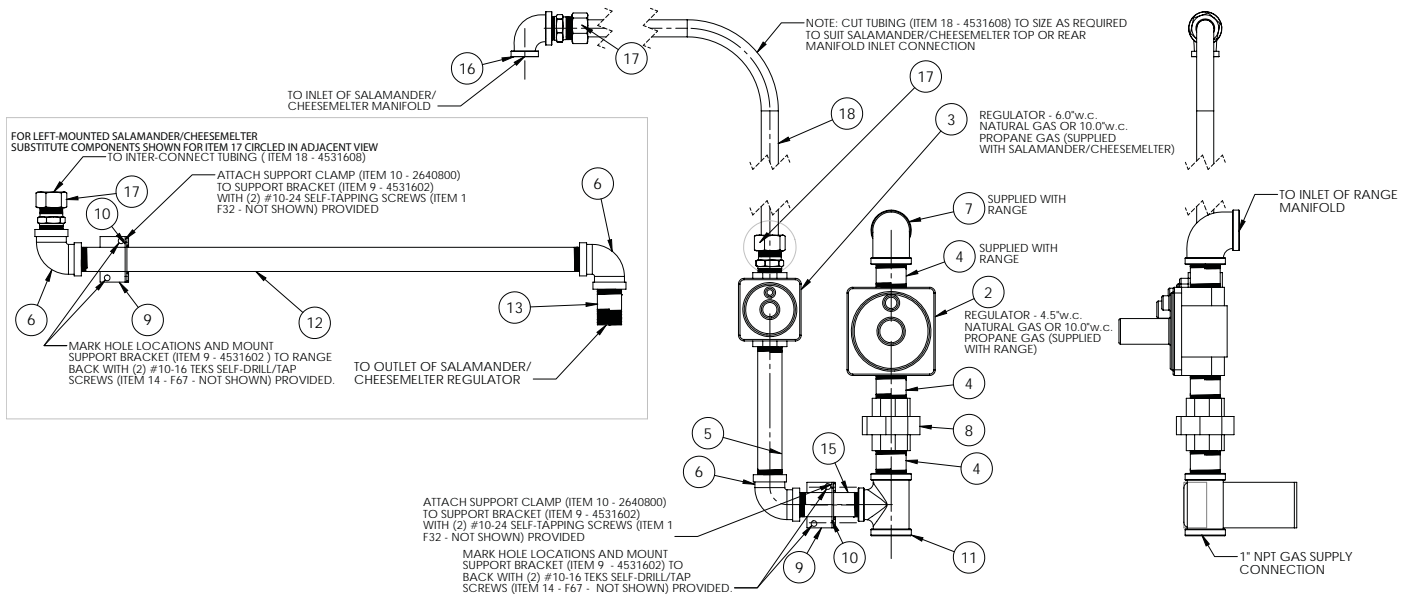 NOTE: CUT TUBING (ITEM 18 - 4531608) TO SIZE AS REQUIRED
TO SUIT SALAMANDER/CHEESEMELTER TOP OR REAR
MANIFOLD INLET CONNECTION
16
17
17
TO INLET OF SALAMANDER/
CHEESEMELTER MANIFOLD
18
3
REGULATOR - 6.0"w.c.
NATURAL GAS OR 10.0"w.c.
PROPANE GAS (SUPPLIED
WITH SALAMANDER/CHEESEMELTER)
FOR LEFT-MOUNTED SALAMANDER/CHEESEMELTER
SUBSTITUTE COMPONENTS SHOWN FOR ITEM 17 CIRCLED IN ADJACENT VIEW
TO INTER-CONNECT TUBING ( ITEM 18 - 4531608)
17
10
ATTACH SUPPORT CLAMP (ITEM 10 - 2640800)
TO SUPPORT BRACKET (ITEM 9 - 4531602)
WITH (2) #10-24 SELF-TAPPING SCREWS (ITEM 1
F32 - NOT SHOWN) PROVIDED
6
6
9
12
13
MARK HOLE LOCATIONS AND MOUNT
SUPPORT BRACKET (ITEM 9 - 4531602 ) TO RANGE
BACK WITH (2) #10-16 TEKS SELF-DRILL/TAP
SCREWS (ITEM 14 - F67 - NOT SHOWN) PROVIDED.
TO OUTLET OF SALAMANDER/
CHEESEMELTER REGULATOR
7
SUPPLIED WITH
RANGE
4
SUPPLIED WITH
RANGE
2
REGULATOR - 4.5"w.c.
NATURAL GAS OR 10.0"w.c.
PROPANE GAS (SUPPLIED
WITH RANGE)
TO INLET OF RANGE
MANIFOLD
4
8
4
5
6
15
ATTACH SUPPORT CLAMP (ITEM 10 - 2640800)
TO SUPPORT BRACKET (ITEM 9 - 4531602)
WITH (2) #10-24 SELF-TAPPING SCREWS (ITEM 1
F32 - NOT SHOWN) PROVIDED
MARK HOLE LOCATIONS AND MOUNT
SUPPORT BRACKET (ITEM 9 - 4531602) TO
BACK WITH (2) #10-16 TEKS SELF-DRILL/TAP
SCREWS (ITEM 14 - F67 - NOT SHOWN) PROVIDED.
9
10
11
1" NPT GAS SUPPLY
CONNECTION